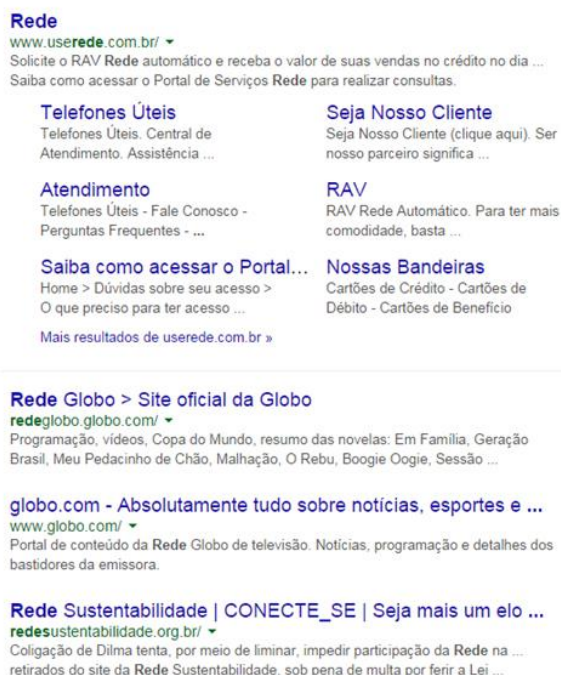 Rede
www.userede.com.br/
Solicite o RAV Rede automático e receba o valor de suas vendas no crédito no dia ...
Saiba como acessar o Portal de Serviços Rede para realizar consultas.
Telefones Úteis
Telefones Úteis. Central de
Atendimento. Assistência ...
Seja Nosso Cliente
Seja Nosso Cliente (clique aqui). Ser
nosso parceiro significa ...
Atendimento
Telefones Úteis - Fale Conosco -
Perguntas Frequentes - ...
RAV
RAV Rede Automático. Para ter mais
comodidade, basta ...
Saiba como acessar o Portal...
Home > Dúvidas sobre seu acesso >
O que preciso para ter acesso ...
Nossas Bandeiras
Cartões de Crédito - Cartões de
Débito - Cartões de Benefício
Mais resultados de userede.com.br »
Rede Globo > Site oficial da Globo
redeglobo.globo.com/
Programação, vídeos, Copa do Mundo, resumo das novelas: Em Família, Geração
Brasil, Meu Pedacinho de Chão, Malhação, O Rebu, Boogie Oogie, Sessão ...
globo.com - Absolutamente tudo sobre notícias, esportes e ...
www.globo.com/
Portal de conteúdo da Rede Globo de televisão. Notícias, programação e detalhes dos
bastidores da emissora.
Rede Sustentabilidade | CONECTE_SE | Seja mais um elo ...
redesustentabilidade.org.br/
Coligação de Dilma tenta, por meio de liminar, impedir participação da Rede na ...
retirados do site da Rede Sustentabilidade, sob pena de multa por ferir a Lei ...